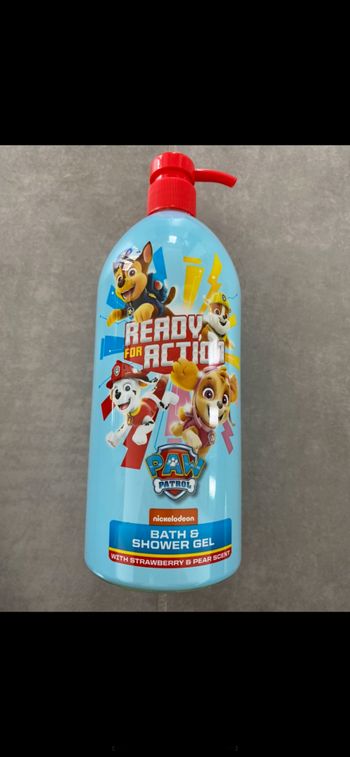 READY
FOR ACTION
PAW
PATROL
nickelodeon
BATH &
SHOWER GEL
WITH STRAWBERRY & PEAR SCENT